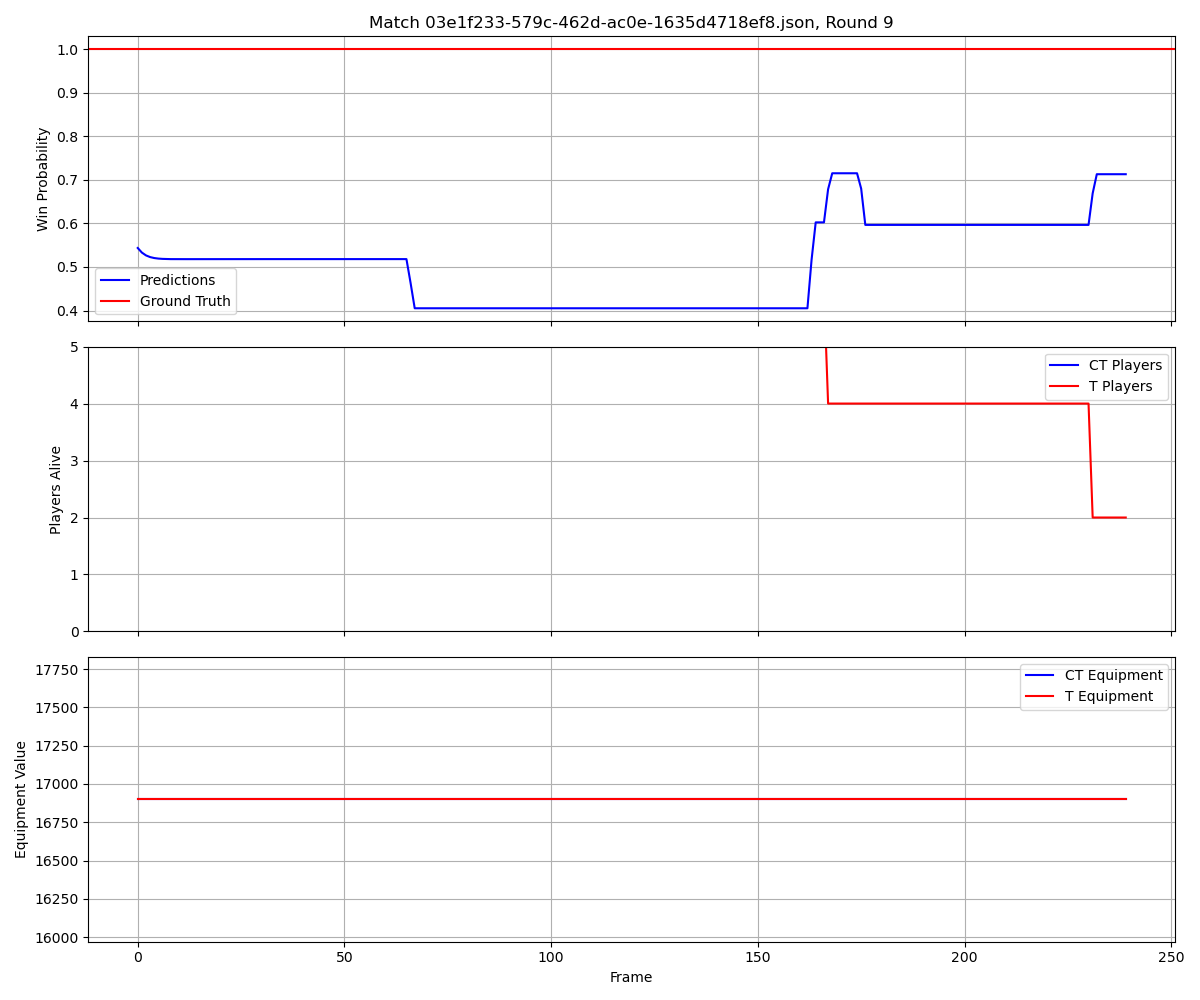 Match 03e1f233-579c-462d-ac0e-1635d4718ef8.json, Round 9
1.0
0.9
0.8
0.7
0.6
0.5
0.4
Win Probability
Predictions
Ground Truth
5
4
3
2
1
0
Players Alive
CT Players
T Players
17750
17500
17250
17000
16750
16500
16250
16000
Equipment Value
CT Equipment
T Equipment
0 50 100 150 200 250
Frame